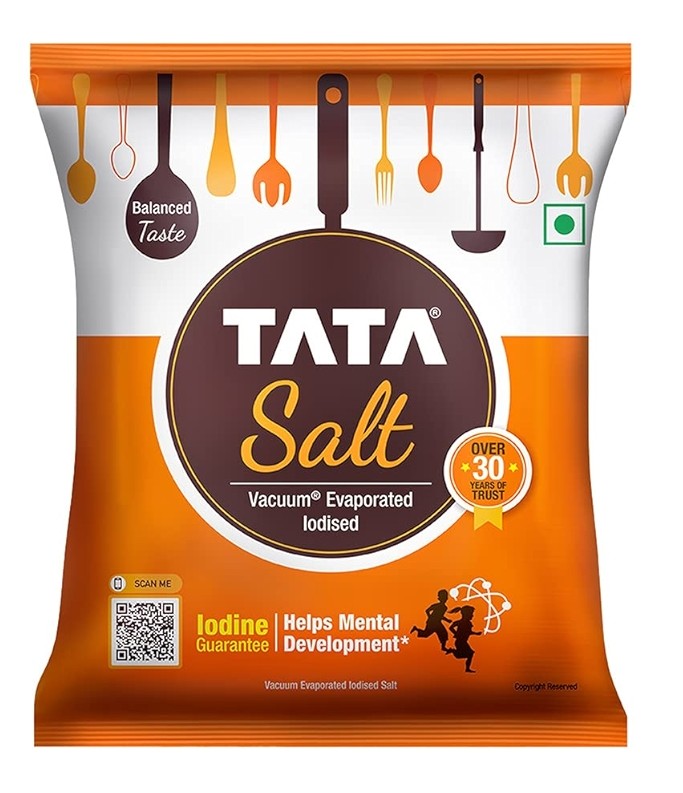 Balanced
Taste
TATA®
Salt
Vacuum® Evaporated
Iodised
OVER
30
YEARS OF
TRUST
SCAN ME
Iodine
Guarantee
Helps Mental
Development*
Vacuum Evaporated Iodised Salt
Copyright Reserved